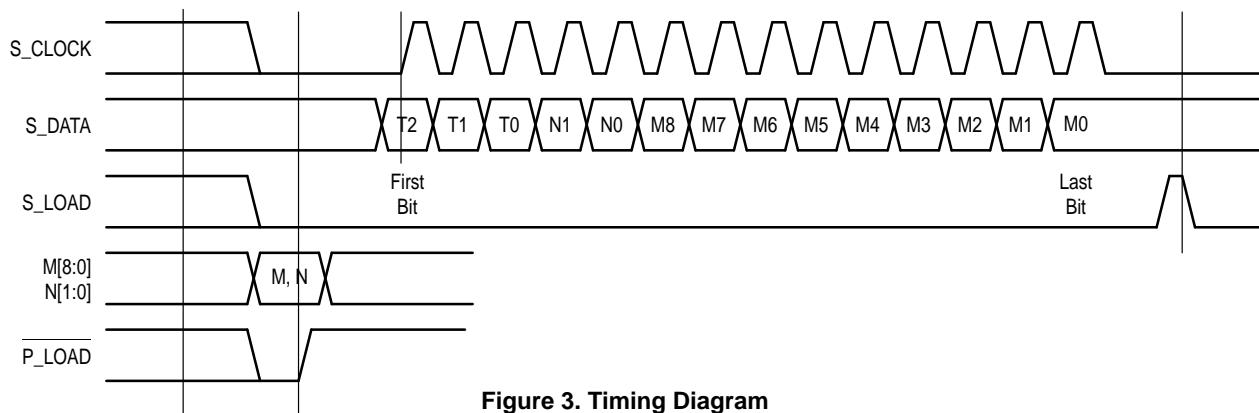 S_CLOCK
S_DATA
T2 T1 T0 N1 N0 M8 M7 M6 M5 M4 M3 M2 M1 M0
First
Bit
Last
Bit
S_LOAD
M[8:0]
N[1:0]
M, N
P_LOAD
Figure 3. Timing Diagram